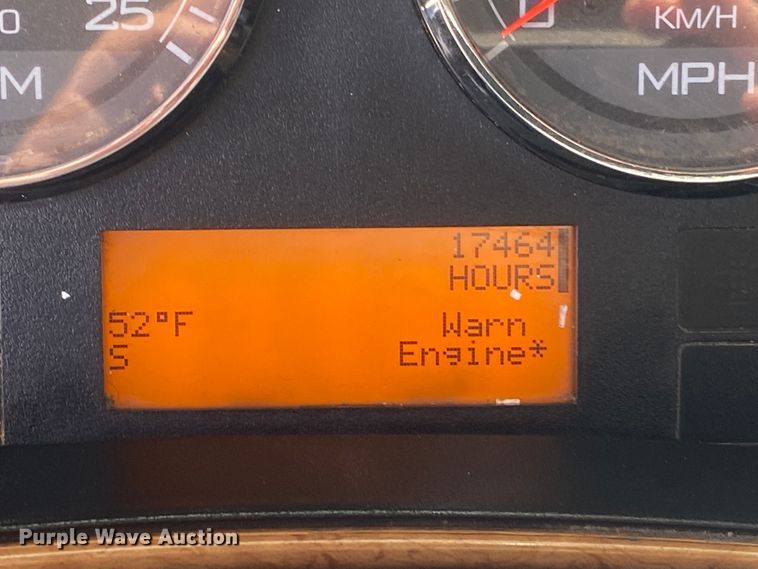 25
KM/H
MPH
17464
HOURS
52°F
Warn
S
Engine*
Purple Wave Auction